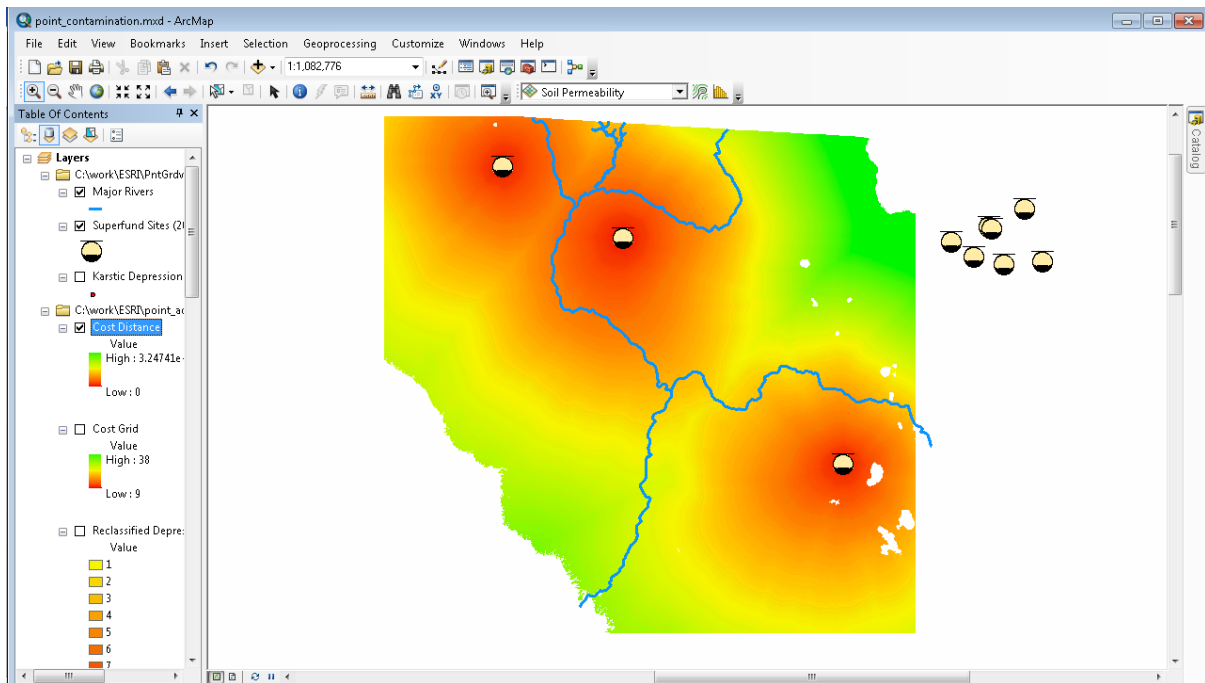 point_contamination.mxd - ArcMap
File Edit View Bookmarks Insert Selection Geoprocessing Customize Windows Help
1:1,082,776
Soil Permeability
Table Of Contents
Layers
C:\work\ESRI\PntGrdv
Major Rivers
Superfund Sites (2(
Karstic Depression
C:\work\ESRI\point_ac
Cost Distance
Value
High : 3.24741e
Low : 0
Cost Grid
Value
High : 38
Low : 9
Reclassified Depre:
Value
1
2
3
4
5
6
7
Catalog